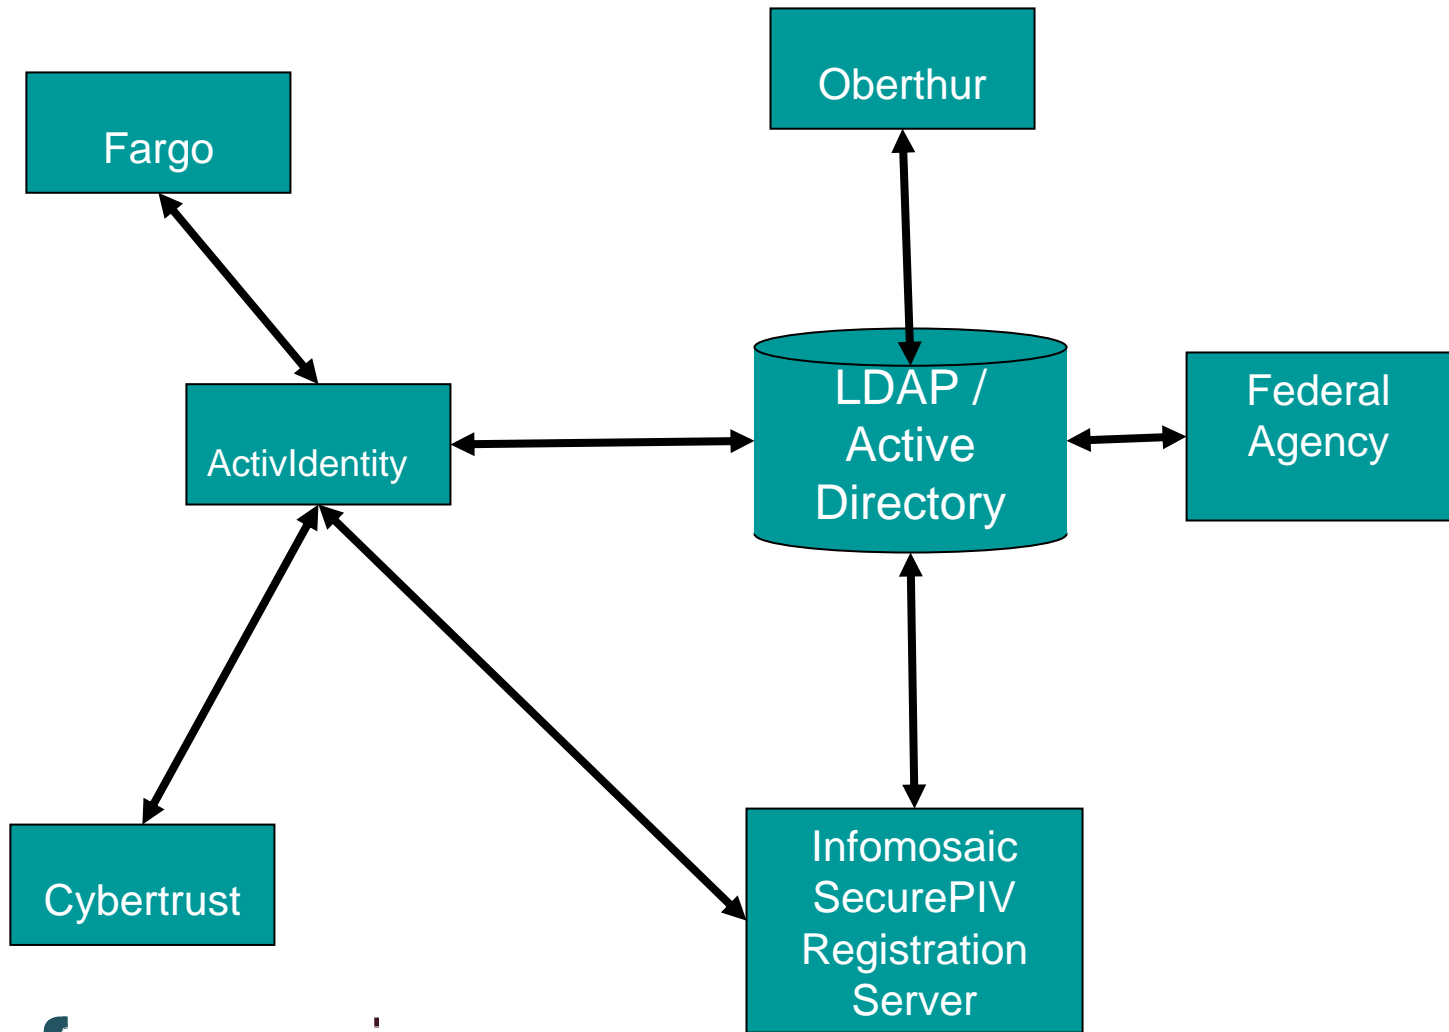 Oberthur
Fargo
LDAP /
Active
Directory
Federal
Agency
ActivIdentity
Cybertrust
Infomosaic
SecurePIV
Registration
Server